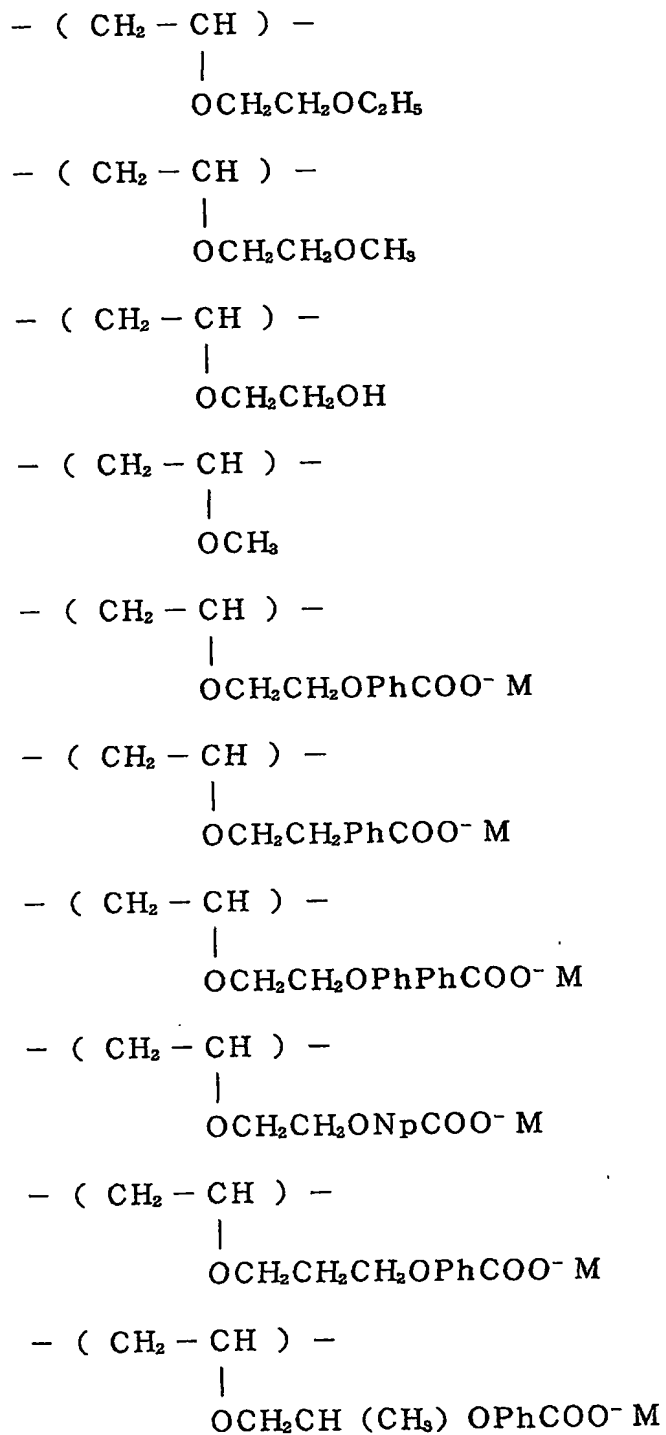 — ( CH₂ — CH ) —
|
OCH₂CH₂OC₂H₅
— ( CH₂ — CH ) —
|
OCH₂CH₂OCH₃
— ( CH₂ — CH ) —
|
OCH₂CH₂OH
— ( CH₂ — CH ) —
|
OCH₃
— ( CH₂ — CH ) —
|
OCH₂CH₂OPhCOO⁻ M
— ( CH₂ — CH ) —
|
OCH₂CH₂PhCOO⁻ M
— ( CH₂ — CH ) —
|
OCH₂CH₂OPhPhCOO⁻ M
— ( CH₂ — CH ) —
|
OCH₂CH₂ONpCOO⁻ M
— ( CH₂ — CH ) —
|
OCH₂CH₂CH₂OPhCOO⁻ M
— ( CH₂ — CH ) —
|
OCH₂CH (CH₃) OPhCOO⁻ M